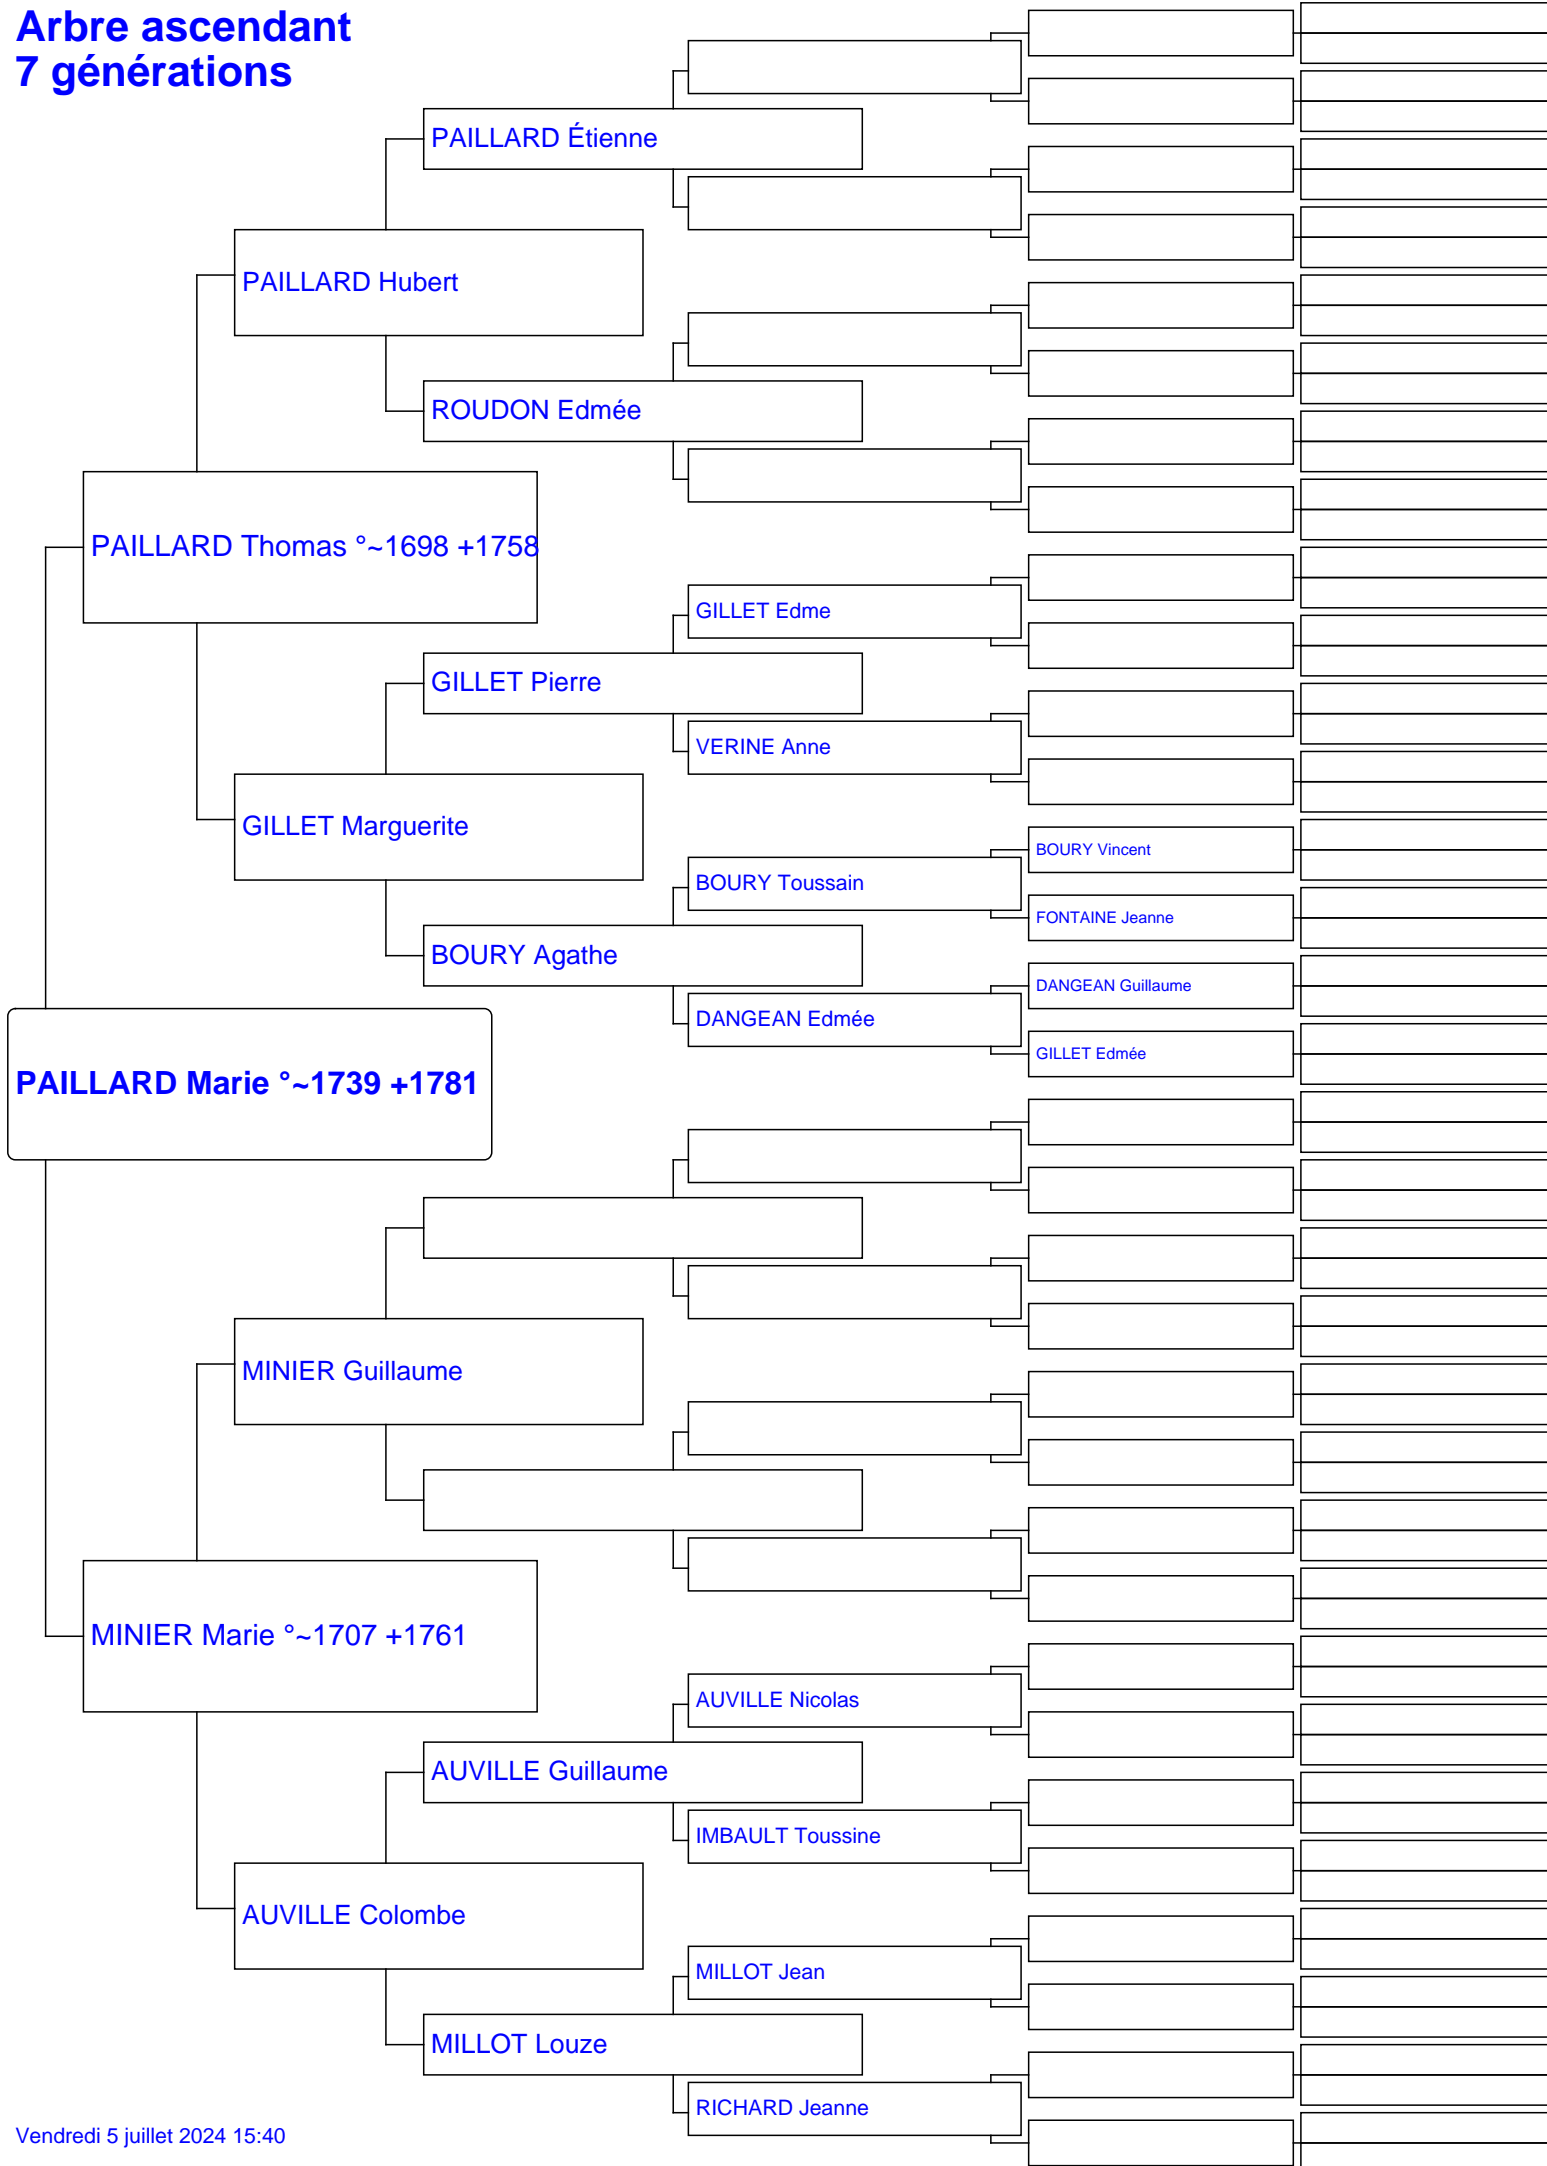 Arbre ascendant
7 générations
PAILLARD Étienne
PAILLARD Hubert
ROUDON Edmée
PAILLARD Thomas °~1698 +1758
GILLET Edme
GILLET Pierre
VERINE Anne
GILLET Marguerite
BOURY Vincent
BOURY Toussain
FONTAINE Jeanne
BOURY Agathe
DANGEAN Guillaume
DANGEAN Edmée
GILLET Edmée
PAILLARD Marie °~1739 +1781
MINIER Guillaume
MINIER Marie °~1707 +1761
AUVILLE Nicolas
AUVILLE Guillaume
IMBAULT Toussine
AUVILLE Colombe
MILLOT Jean
MILLOT Louze
RICHARD Jeanne
Vendredi 5 juillet 2024 15:40